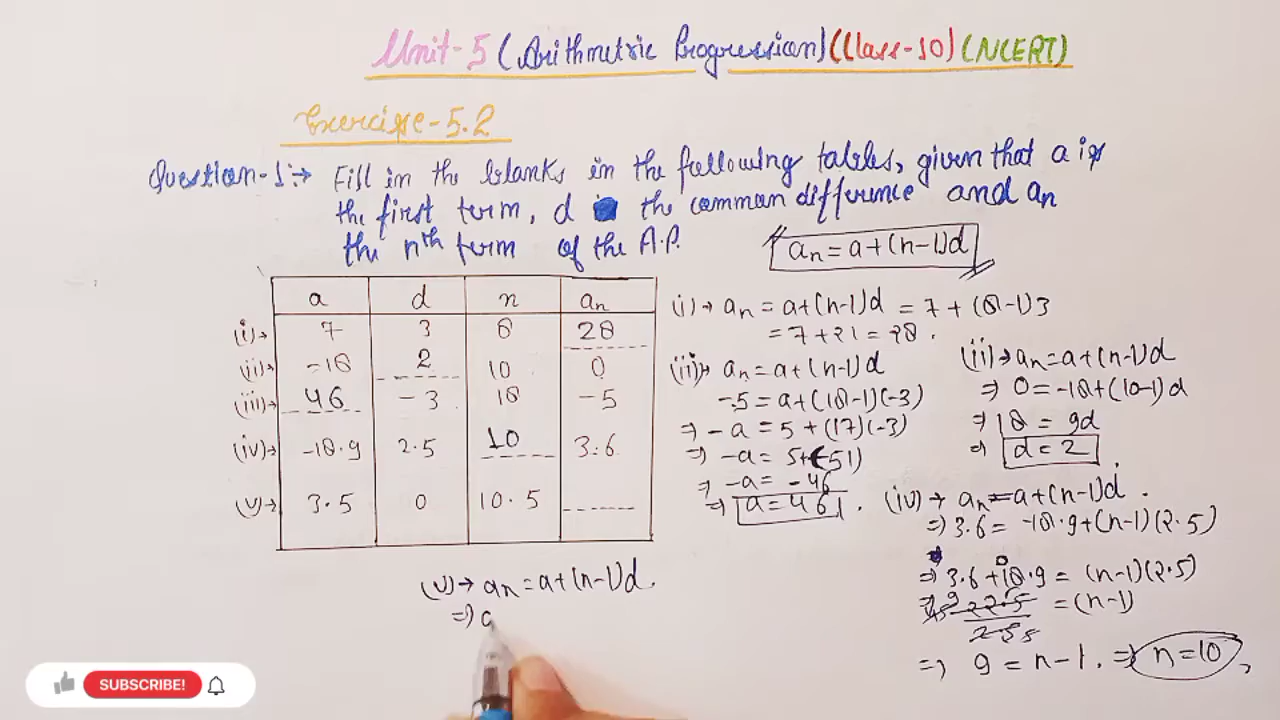 Unit-5 (Arithmetric Progression) (Class-10) (NCERT)
Exercise-5.2
Question-1:→ Fill in the blanks in the following tables, given that a is
the first term, d the common difference and an
the nth term of the A.P.
an = a+(n-1)d
a d n an
(i)→ 7 3 8 28
(ii)→ -18 2 10 0
(iii)→ 46 -3 18 -5
(iv)→ -18.9 2.5 10 3.6
(v)→ 3.5 0 10.5 ------
(i)→ an = a+(n-1)d = 7+(8-1)3
= 7+21 = 28.
(iii)→ an = a+(n-1)d
-5 = a+(18-1)(-3)
⇒ -a = 5+(17)(-3)
⇒ -a = 5+(-51)
⇒ -a = -46
⇒ a = 46.
(ii)→ an = a+(n-1)d
⇒ 0 = -18+(10-1)d
⇒ 18 = 9d
⇒ d = 2
(iv)→ an = a+(n-1)d.
⇒ 3.6 = -18.9+(n-1)(2.5)
⇒ 3.6+18.9 = (n-1)(2.5)
⇒ 22.5 = (n-1)
⇒ 9 = n-1. ⇒ n=10,
(v)→ an = a+(n-1)d.
⇒ a
SUBSCRIBE!